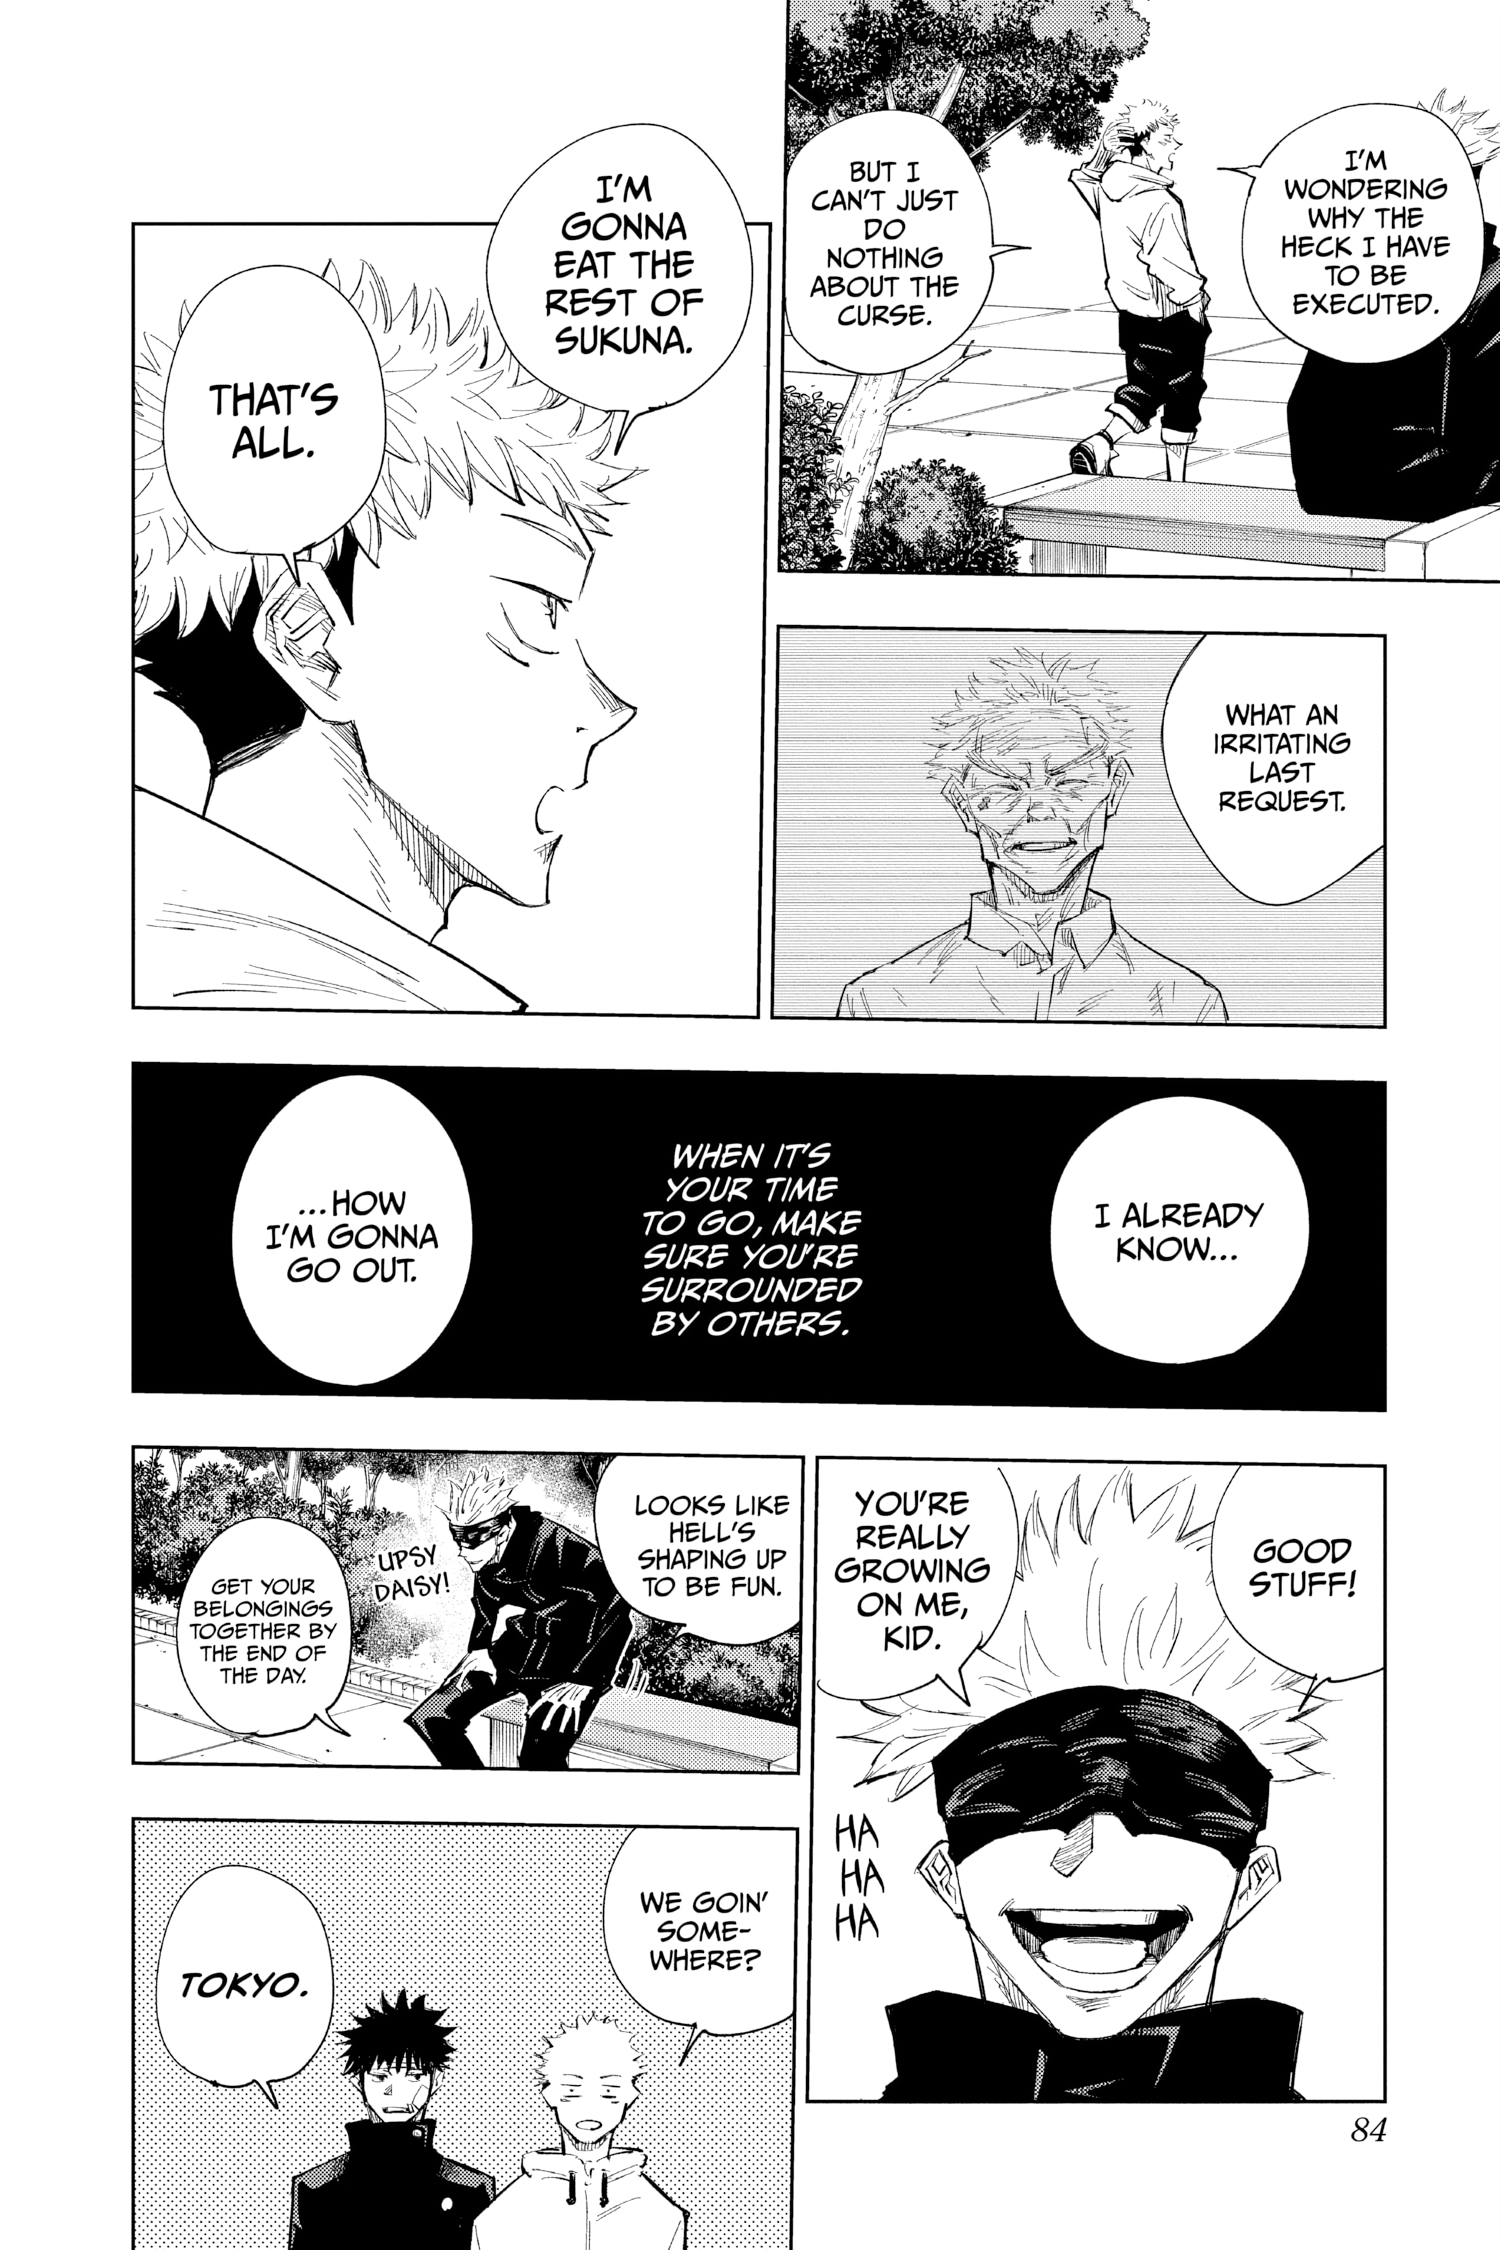 I'M
WONDERING
WHY THE
HECK I HAVE
TO BE
EXECUTED.
BUT I
CAN'T JUST
DO
NOTHING
ABOUT THE
CURSE.
I'M
GONNA
EAT THE
REST OF
SUKUNA.
THAT'S
ALL.
WHAT AN
IRRITATING
LAST
REQUEST.
I ALREADY
KNOW...
WHEN IT'S
YOUR TIME
TO GO, MAKE
SURE YOU'RE
SURROUNDED
BY OTHERS.
...HOW
I'M GONNA
GO OUT.
GOOD
STUFF!
YOU'RE
REALLY
GROWING
ON ME,
KID.
HA
HA
HA
LOOKS LIKE
HELL'S
SHAPING UP
TO BE FUN.
UPSY
DAISY!
GET YOUR
BELONGINGS
TOGETHER BY
THE END OF
THE DAY.
WE GOIN'
SOME-
WHERE?
TOKYO.
84